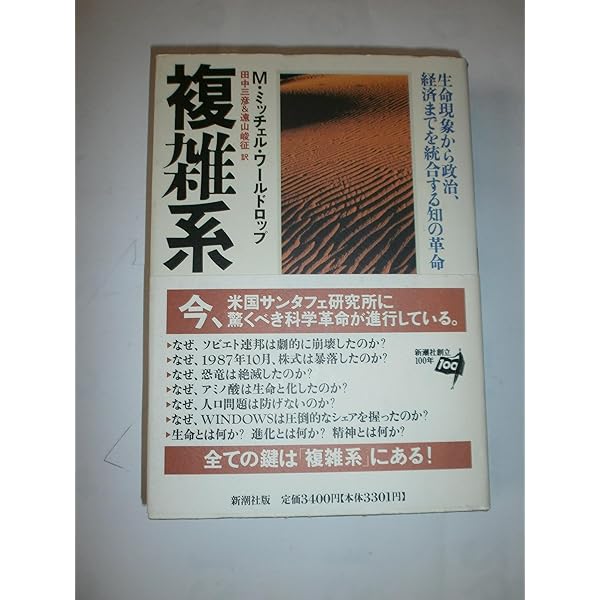 生命現象から政治、
経済までを統合する知の革命
M・ミッチェル・ワールドロップ
田中三彦&遠山峻征 訳
複雑系
今、米国サンタフェ研究所に
驚くべき科学革命が進行している。
▶なぜ、ソビエト連邦は劇的に崩壊したのか?
▶なぜ、1987年10月、株式は暴落したのか?
▶なぜ、恐竜は絶滅したのか?
▶なぜ、アミノ酸は生命と化したのか?
▶なぜ、人口問題は防げないのか?
▶なぜ、WINDOWSは圧倒的なシェアを握ったのか?
▶生命とは何か? 進化とは何か? 精神とは何か?
新潮社創立
100年
100
全ての鍵は「複雑系」にある!
新潮社版 定価3400円【本体3301円】